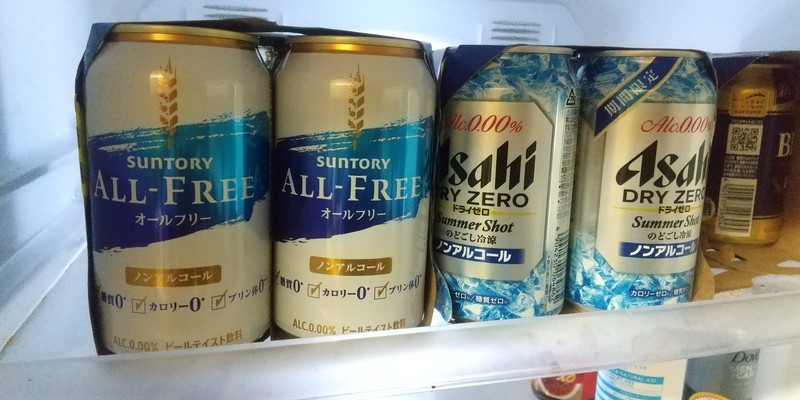 SUNTORY
ALL-FREE
オールフリー
ノンアルコール
糖質0* カロリー0* プリン体0*
ALC.0.00% ビールテイスト飲料
SUNTORY
ALL-FREE
オールフリー
ノンアルコール
糖質0* カロリー0* プリン体0*
ALC.0.00% ビールテイスト飲料
Alc.0.00%
Asahi
DRY ZERO
ドライゼロ
Summer Shot
のどごし冷涼
ノンアルコール
期間限定
Alc.0.00%
Asahi
DRY ZERO
ドライゼロ
Summer Shot
のどごし冷涼
ノンアルコール
カロリーゼロ